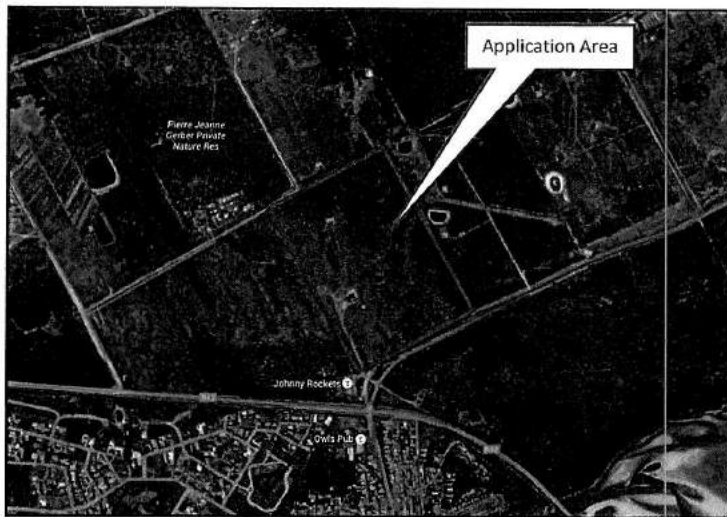 Application Area
Pierre Jeanne
Gerber Private
Nature Res
Johnny Rockets
Owls Pub